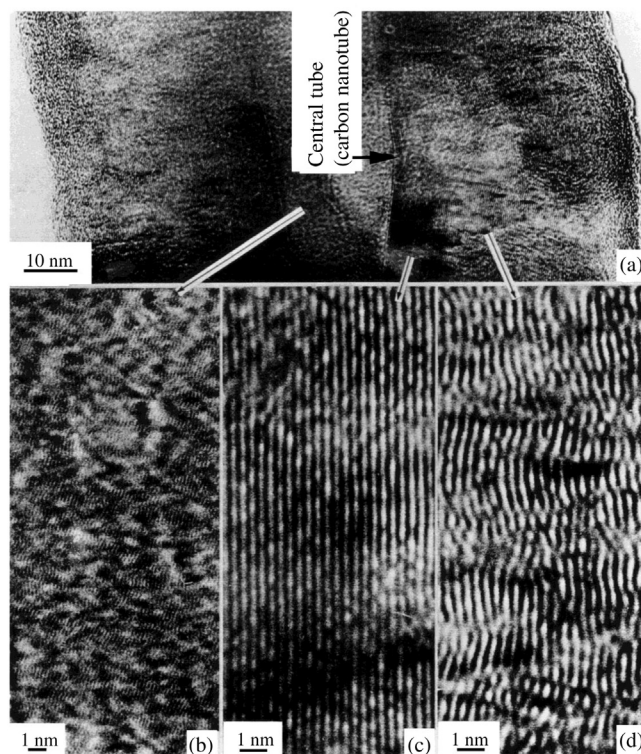 Central tube
(carbon nanotube)
10 nm
(a)
1 nm
(b)
1 nm
(c)
1 nm
(d)